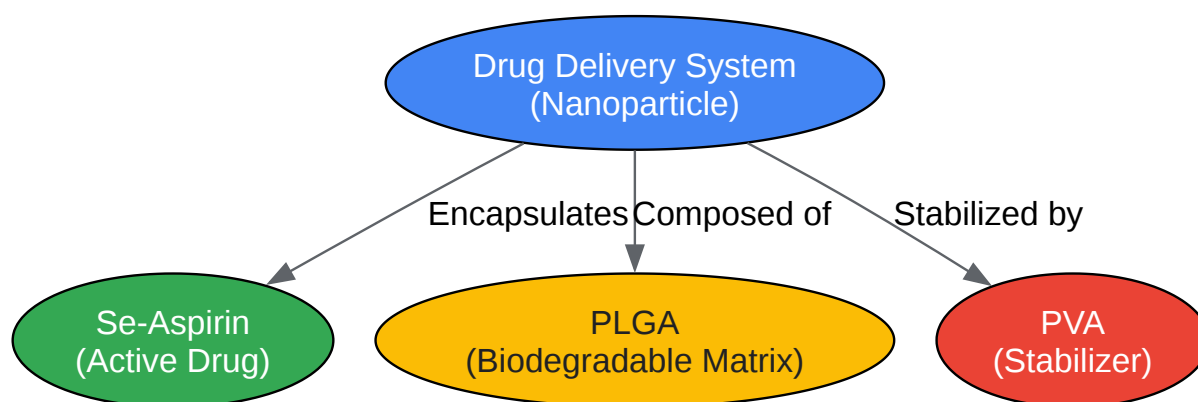 Drug Delivery System
(Nanoparticle)
Encapsulates
Composed of
Stabilized by
Se-Aspirin
(Active Drug)
PLGA
(Biodegradable Matrix)
PVA
(Stabilizer)